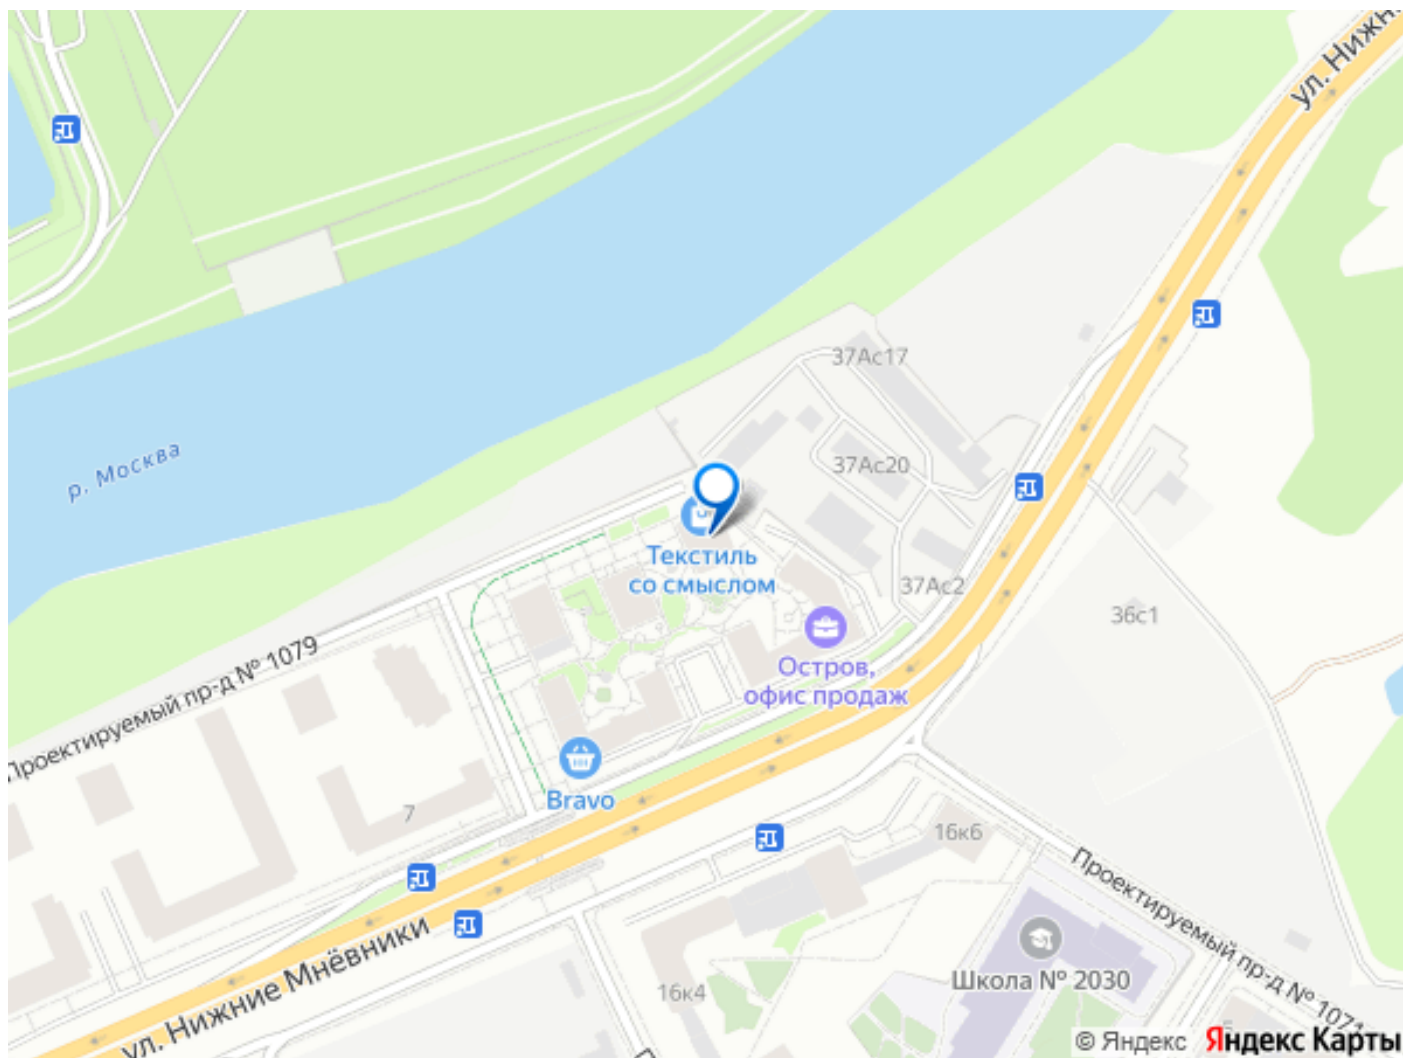 ул. Нижн
37Ас17
р. Москва
37Ас20
Текстиль
со смыслом
37Ас2
36с1
Остров,
офис продаж
Проектируемый пр-д № 1079
Bravo
7
16к6
Проектируемый пр-д № 1071
ул. Нижние Мнёвники
Школа № 2030
16к4
© Яндекс Яндекс Карты